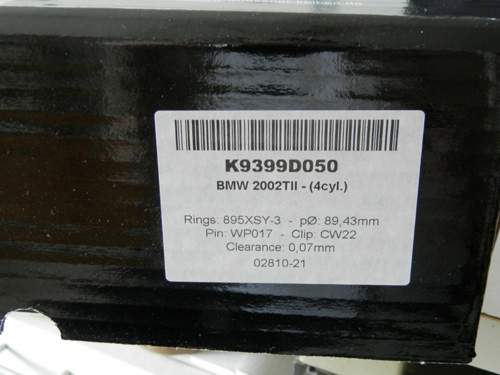 K9399D050
BMW 2002TII - (4cyl.)
Rings: 895XSY-3 - pØ: 89,43mm
Pin: WP017 - Clip: CW22
Clearance: 0,07mm
02810-21